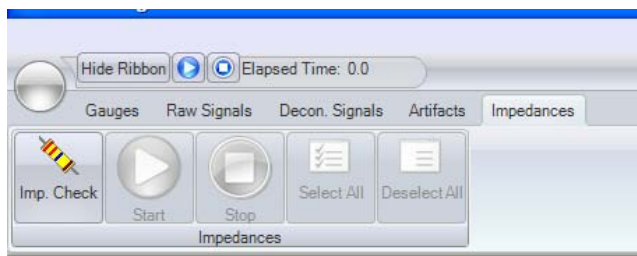 Hide Ribbon Elapsed Time: 0.0
Gauges Raw Signals Decon. Signals Artifacts Impedances
Imp. Check Start Stop Select All Deselect All
Impedances